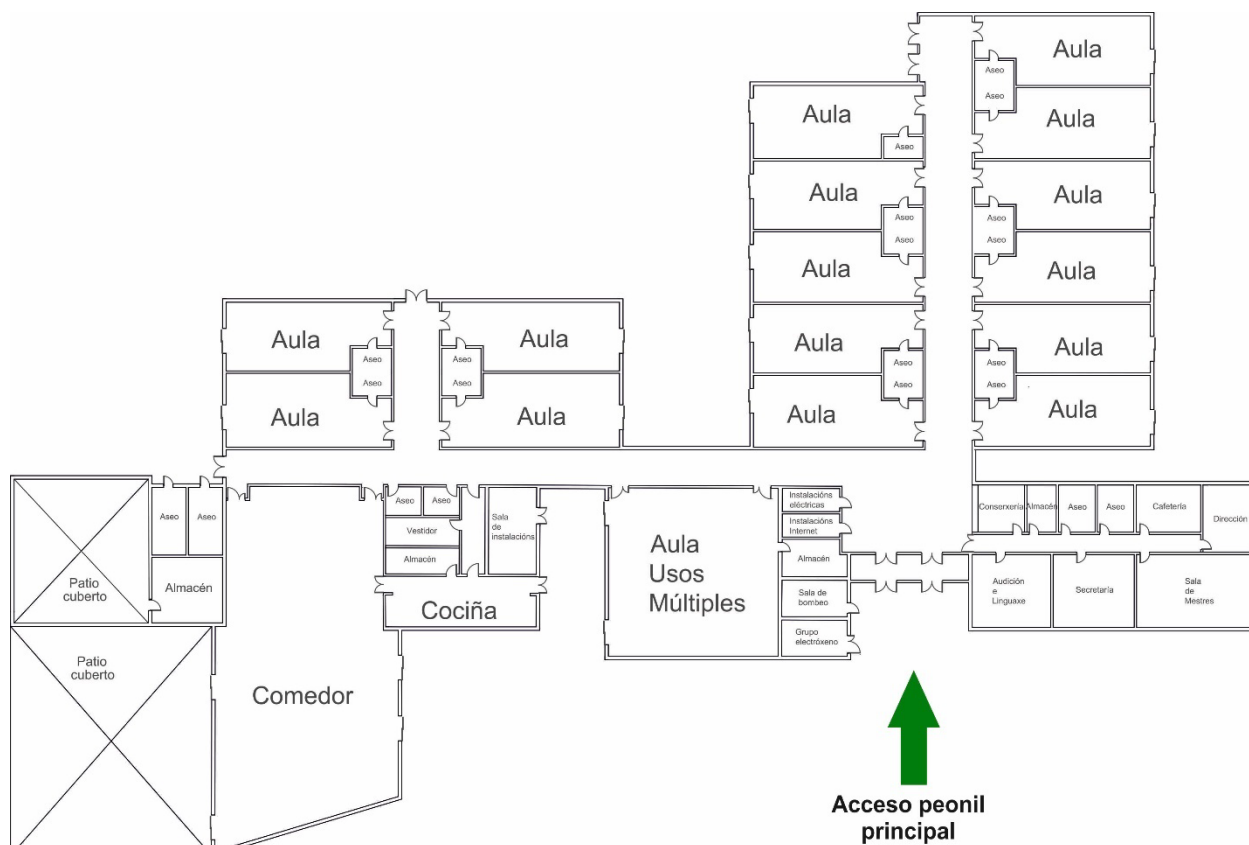 Aula
Aseo
Aseo
Aula
Aula
Aseo
Aula
Aseo
Aseo
Aula
Aula
Aseo
Aseo
Aula
Aula
Aseo
Aseo
Aula
Aula
Aseo
Aseo
Aula
Aula
Aseo
Aseo
Aula
Aula
Aseo
Aseo
Aula
Aula
Aseo
Aseo
Aula
Aseo
Aseo
Almacén
Patio
cuberto
Patio
cuberto
Comedor
Aseo
Aseo
Vestidor
Almacén
Sala
de
instalacións
Cociña
Aula
Usos
Múltiples
Instalacións
eléctricas
Instalacións
Internet
Almacén
Sala de
bombeo
Grupo
electróxeno
Conserxería
Almacén
Aseo
Aseo
Cafetería
Dirección
Audición
e
Linguaxe
Secretaría
Sala
de
Mestres
Acceso peonil
principal